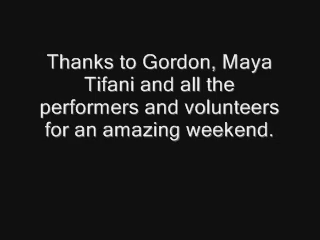 Thanks to Gordon, Maya
Tifani and all the
performers and volunteers
for an amazing weekend.